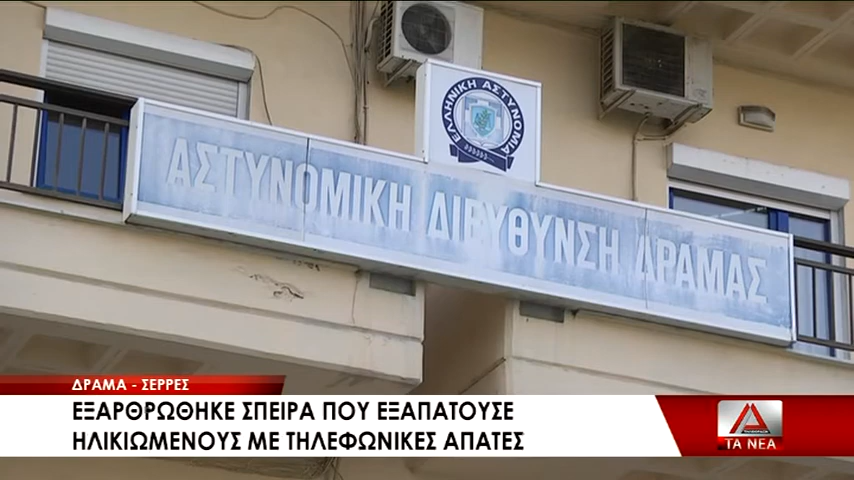 ΕΛΛΗΝΙΚΗ ΑΣΤΥΝΟΜΙΑ
ΑΣΤΥΝΟΜΙΚΗ ΔΙΕΥΘΥΝΣΗ ΔΡΑΜΑΣ
ΔΡΑΜΑ - ΣΕΡΡΕΣ
ΕΞΑΡΘΡΩΘΗΚΕ ΣΠΕΙΡΑ ΠΟΥ ΕΞΑΠΑΤΟΥΣΕ
ΗΛΙΚΙΩΜΕΝΟΥΣ ΜΕ ΤΗΛΕΦΩΝΙΚΕΣ ΑΠΑΤΕΣ
ΤΑ ΝΕΑ